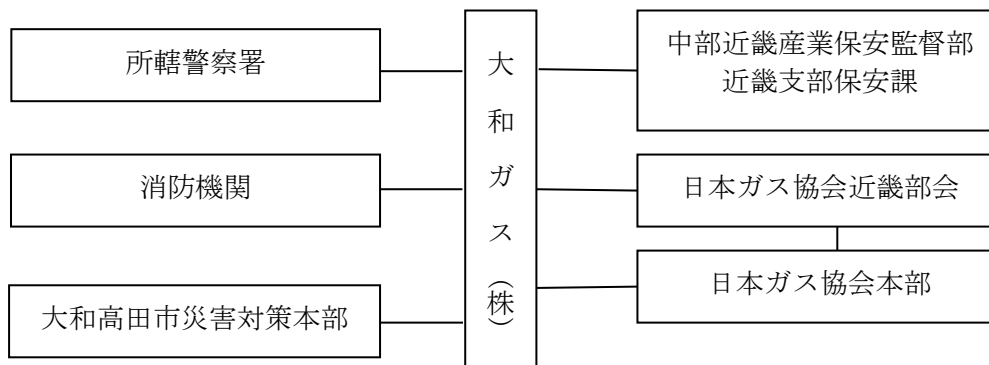 所轄警察署
消防機関
大和高田市災害対策本部
大和ガス(株)
中部近畿産業保安監督部
近畿支部保安課
日本ガス協会近畿部会
日本ガス協会本部